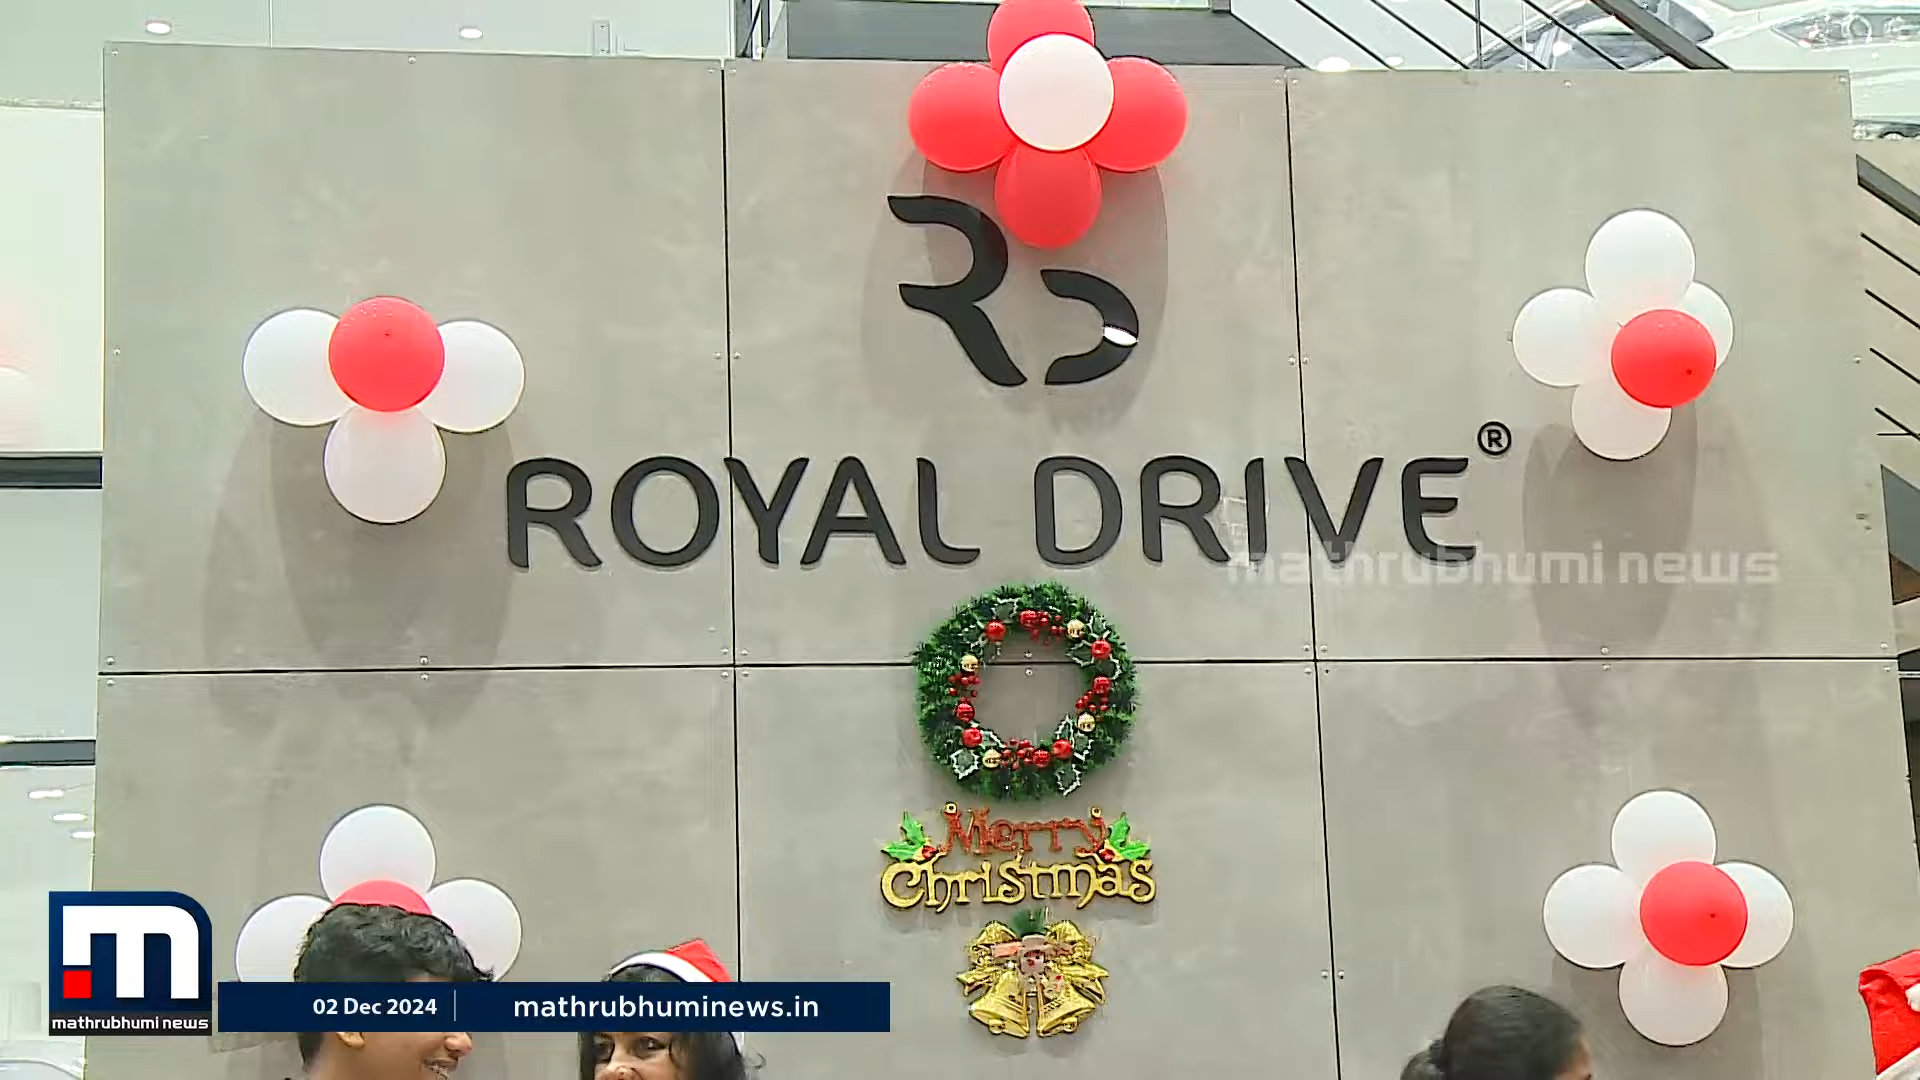 RD
ROYAL DRIVE®
mathrubhumi news
Merry
Christmas
m
02 Dec 2024 mathrubhuminews.in
mathrubhumi news